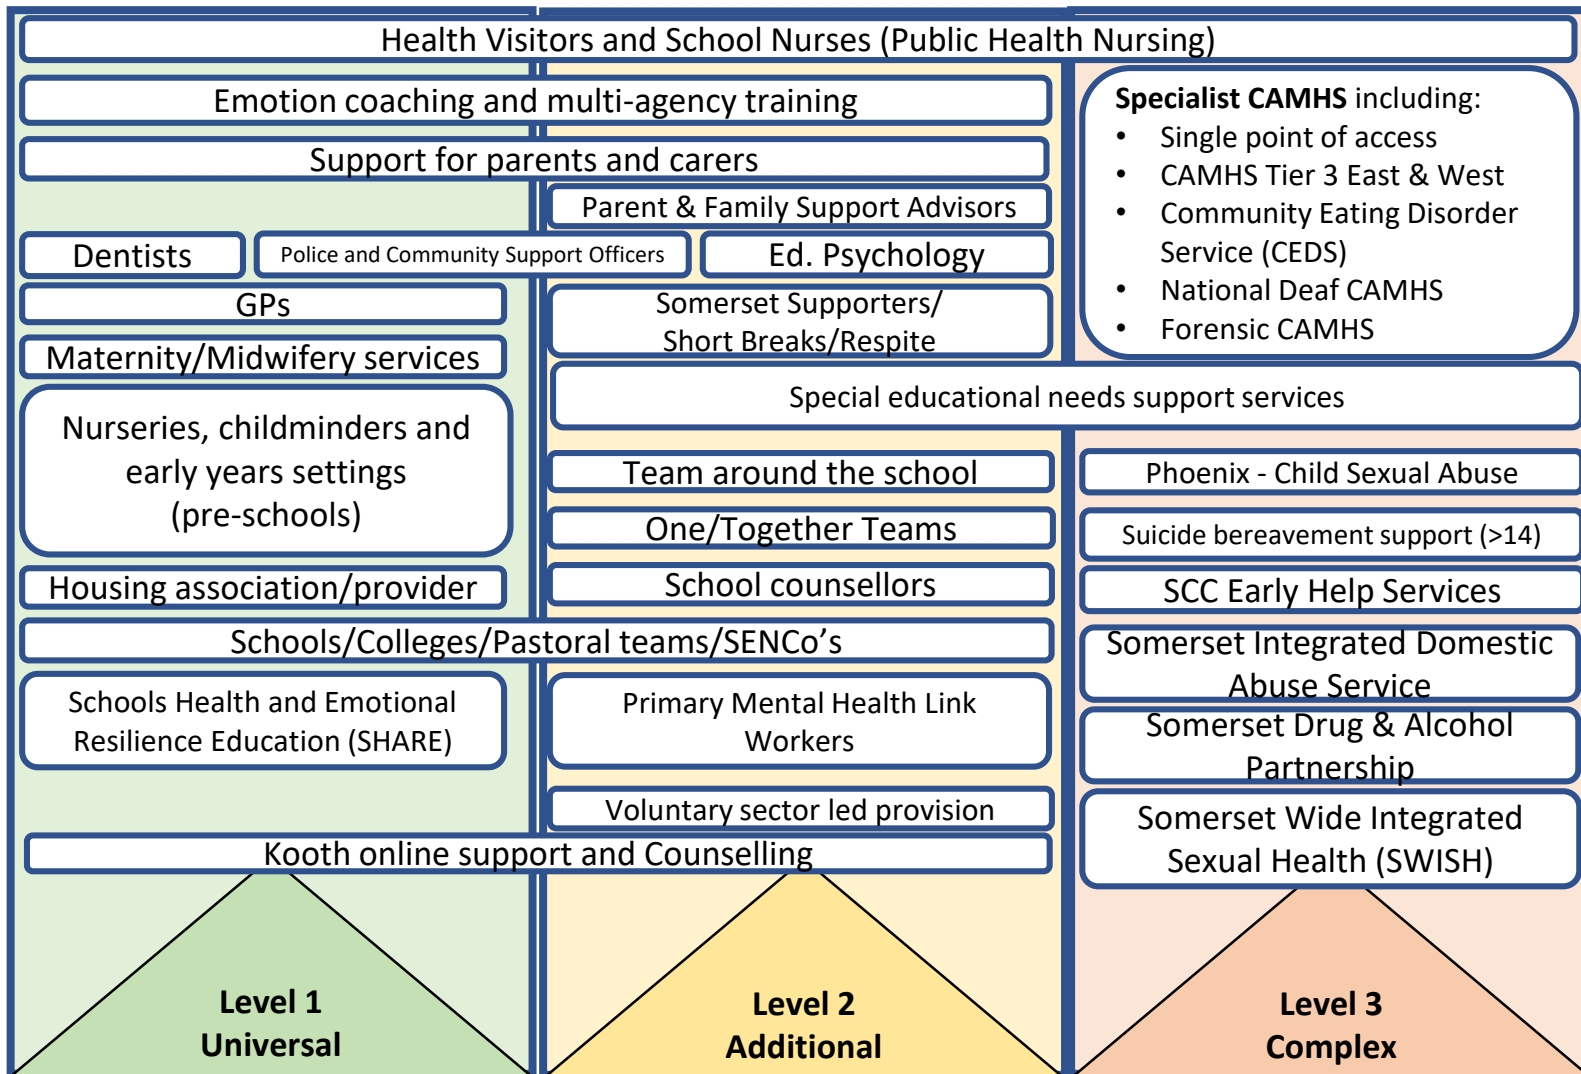 Health Visitors and School Nurses (Public Health Nursing)
Emotion coaching and multi-agency training
Support for parents and carers
Parent & Family Support Advisors
Dentists
Police and Community Support Officers
Ed. Psychology
GPs
Somerset Supporters/
Short Breaks/Respite
Maternity/Midwifery services
Specialist CAMHS including:
• Single point of access
• CAMHS Tier 3 East & West
• Community Eating Disorder
Service (CEDS)
• National Deaf CAMHS
• Forensic CAMHS
Special educational needs support services
Nurseries, childminders and
early years settings
(pre-schools)
Team around the school
Phoenix - Child Sexual Abuse
One/Together Teams
Suicide bereavement support (>14)
Housing association/provider
School counsellors
SCC Early Help Services
Schools/Colleges/Pastoral teams/SENCo's
Somerset Integrated Domestic
Abuse Service
Schools Health and Emotional
Resilience Education (SHARE)
Primary Mental Health Link
Workers
Somerset Drug & Alcohol
Partnership
Voluntary sector led provision
Somerset Wide Integrated
Sexual Health (SWISH)
Kooth online support and Counselling
Level 1
Universal
Level 2
Additional
Level 3
Complex